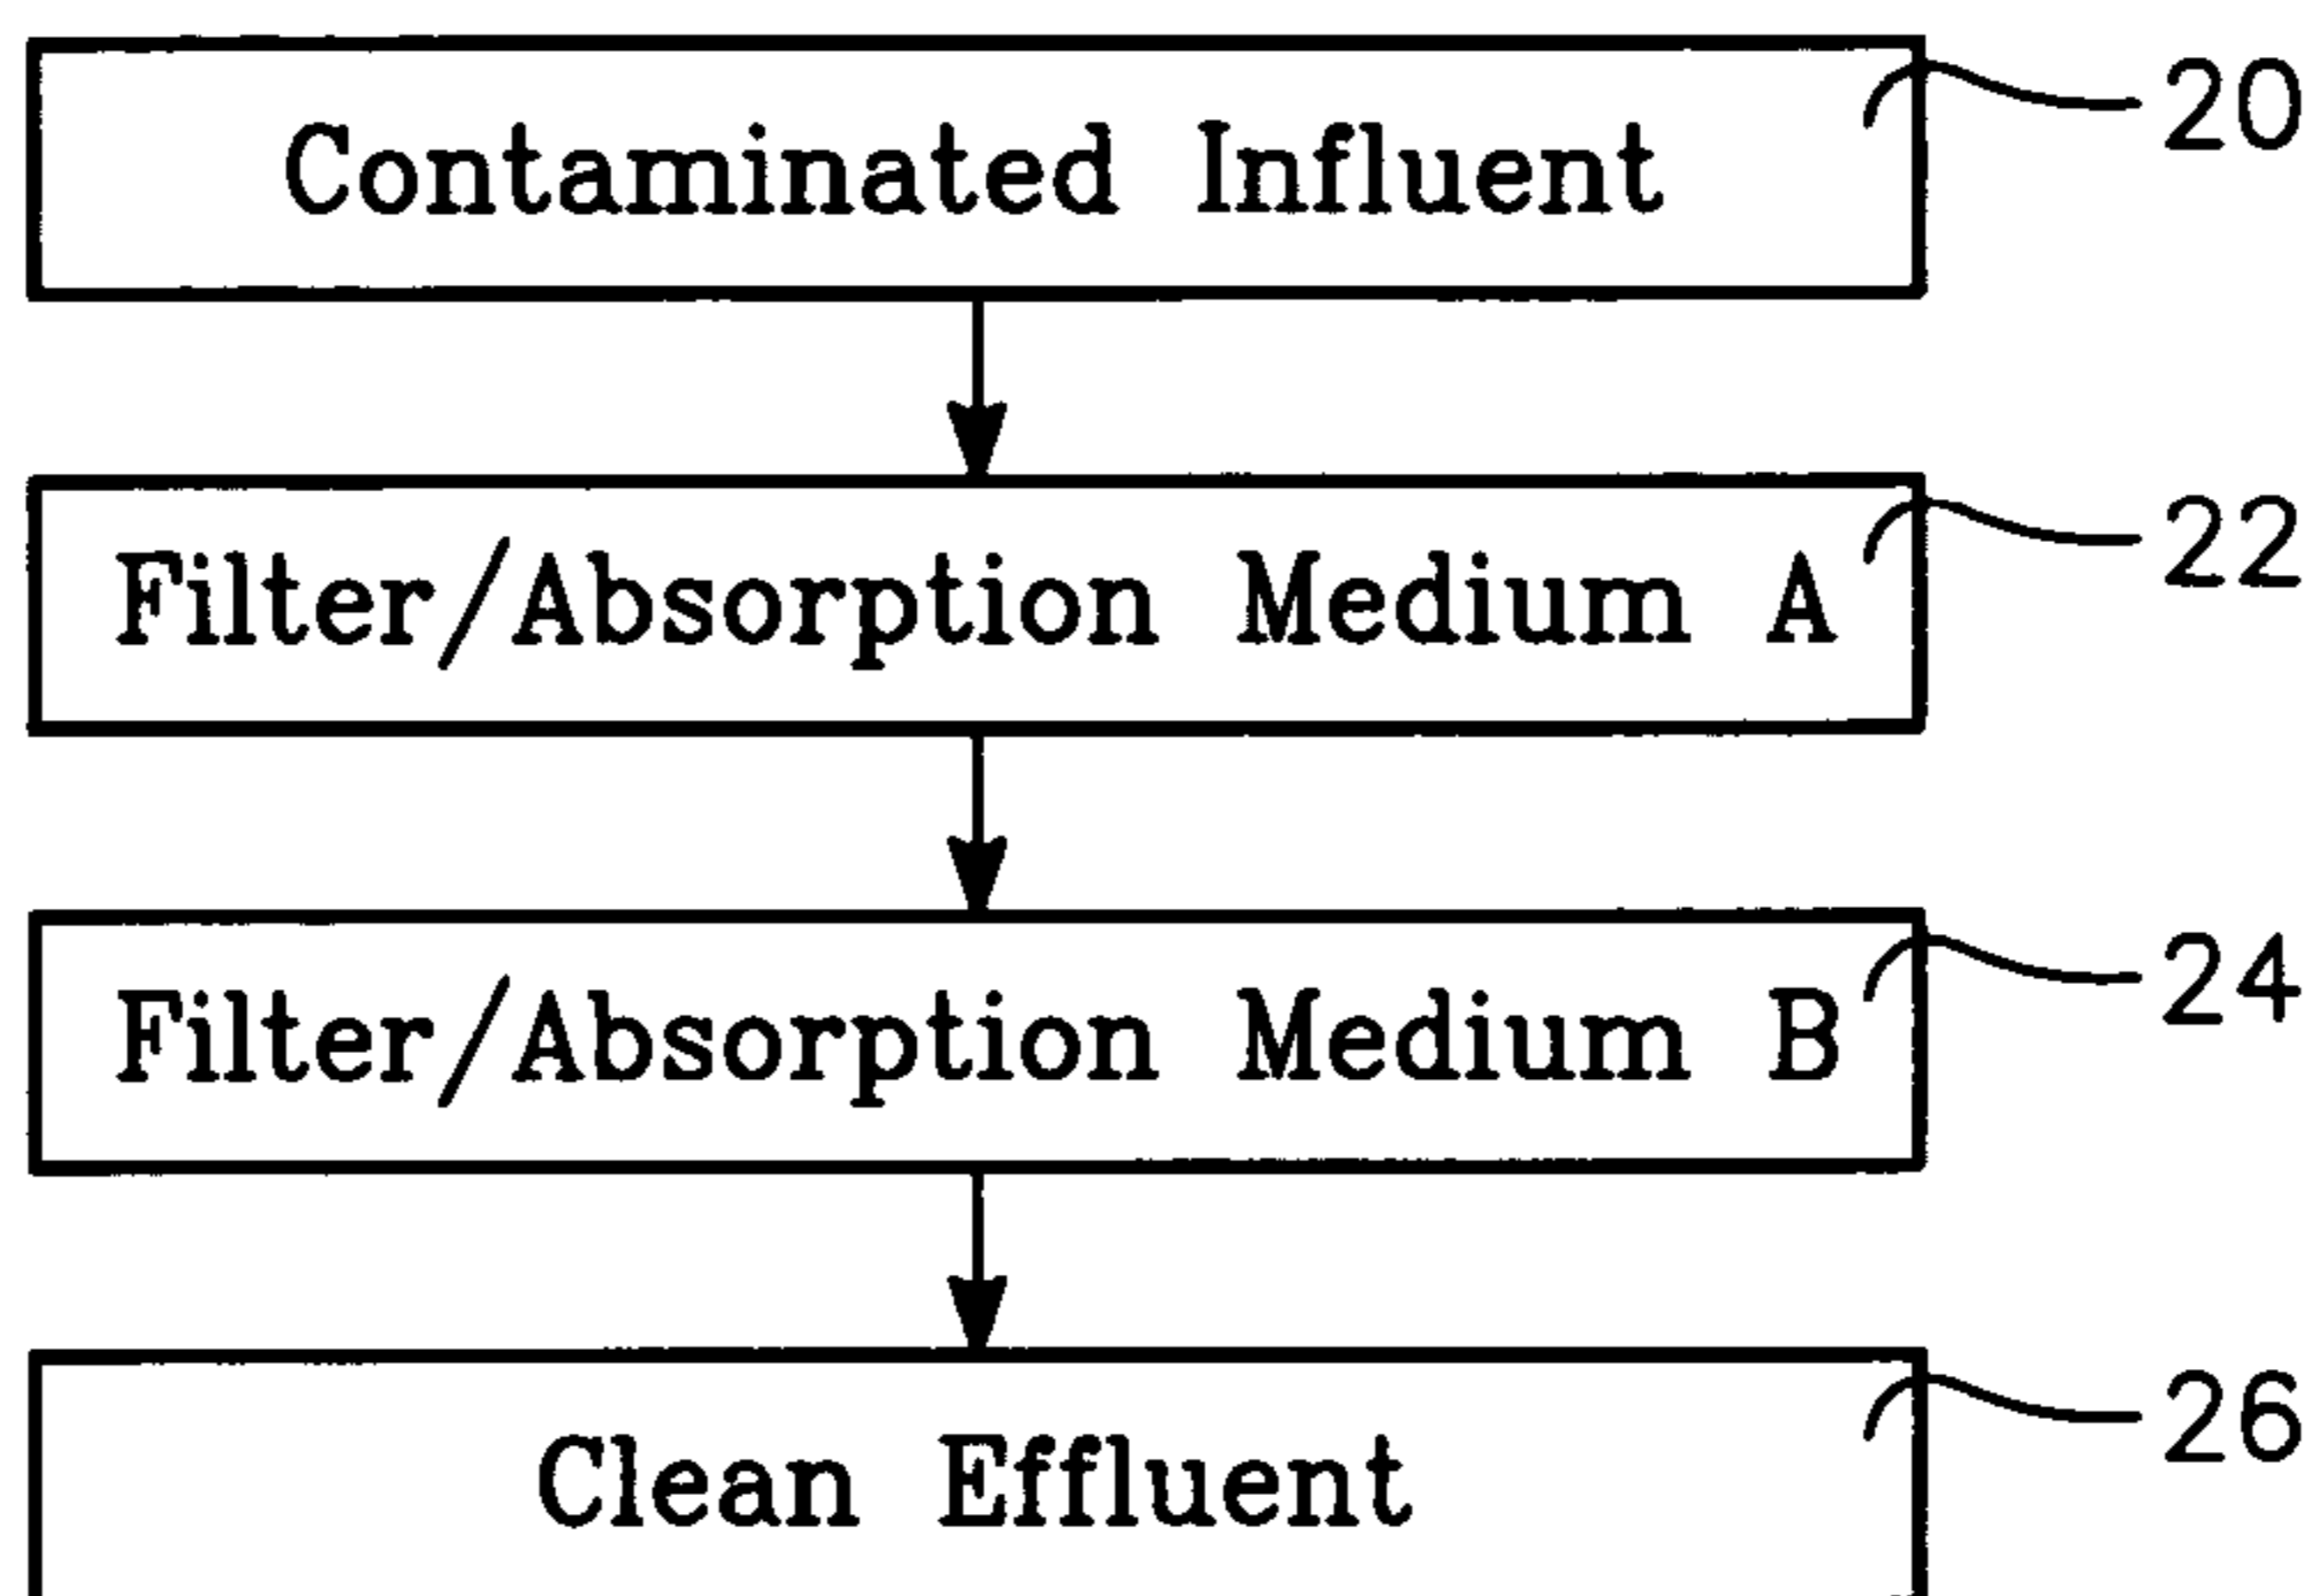 Contaminated Influent 20
Filter/Absorption Medium A 22
Filter/Absorption Medium B 24
Clean Effluent 26